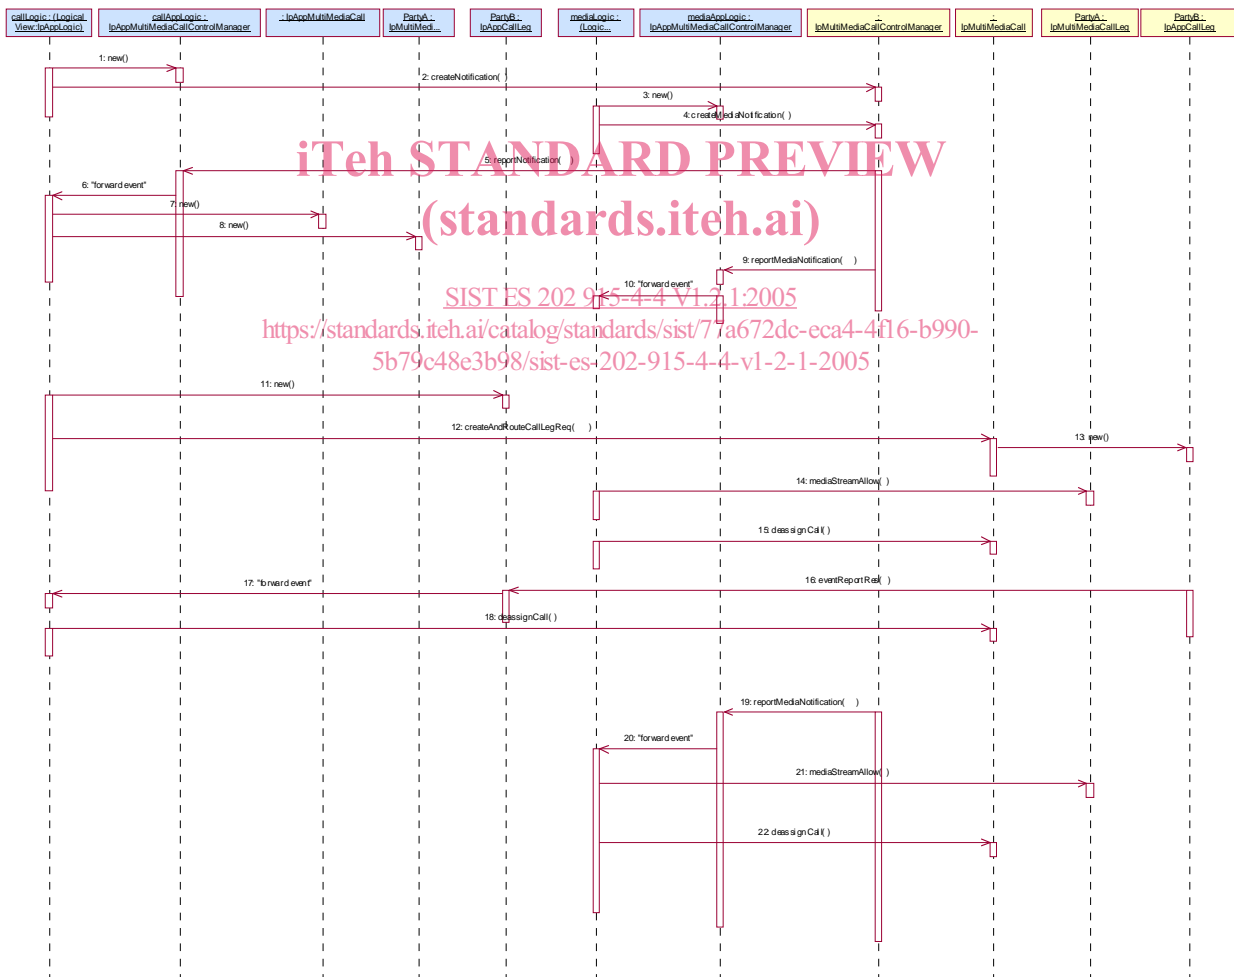 callLogic : (Logical
View::IpAppLogic)
callAppLogic :
IpAppMultiMediaCallControlManager
: IpAppMultiMediaCall
PartyA :
IpMultiMedi...
PartyB :
IpAppCallLeg
mediaLogic :
(Logic...
mediaAppLogic :
IpAppMultiMediaCallControlManager
:
IpMultiMediaCallControlManager
:
IpMultiMediaCall
PartyA :
IpMultiMediaCallLeg
PartyB :
IpAppCallLeg
1: new()
2: createNotification( )
3: new()
4: createMediaNotification( )
iTeh STANDARD PREVIEW
5: reportNotification( )
6: "forward event"
7: new()
(standards.iteh.ai)
8: new()
9: reportMediaNotification( )
10: "forward event"
SIST ES 202 915-4-4 V1.2.1:2005
https://standards.iteh.ai/catalog/standards/sist/77a672dc-eca4-4f16-b990-
5b79c48e3b98/sist-es-202-915-4-4-v1-2-1-2005
11: new()
12: createAndRouteCallLegReq( )
13: new()
14: mediaStreamAllow( )
15: deassignCall( )
16: eventReportRes( )
17: "forward event"
18: deassignCall( )
19: reportMediaNotification( )
20: "forward event"
21: mediaStreamAllow( )
22: deassignCall( )